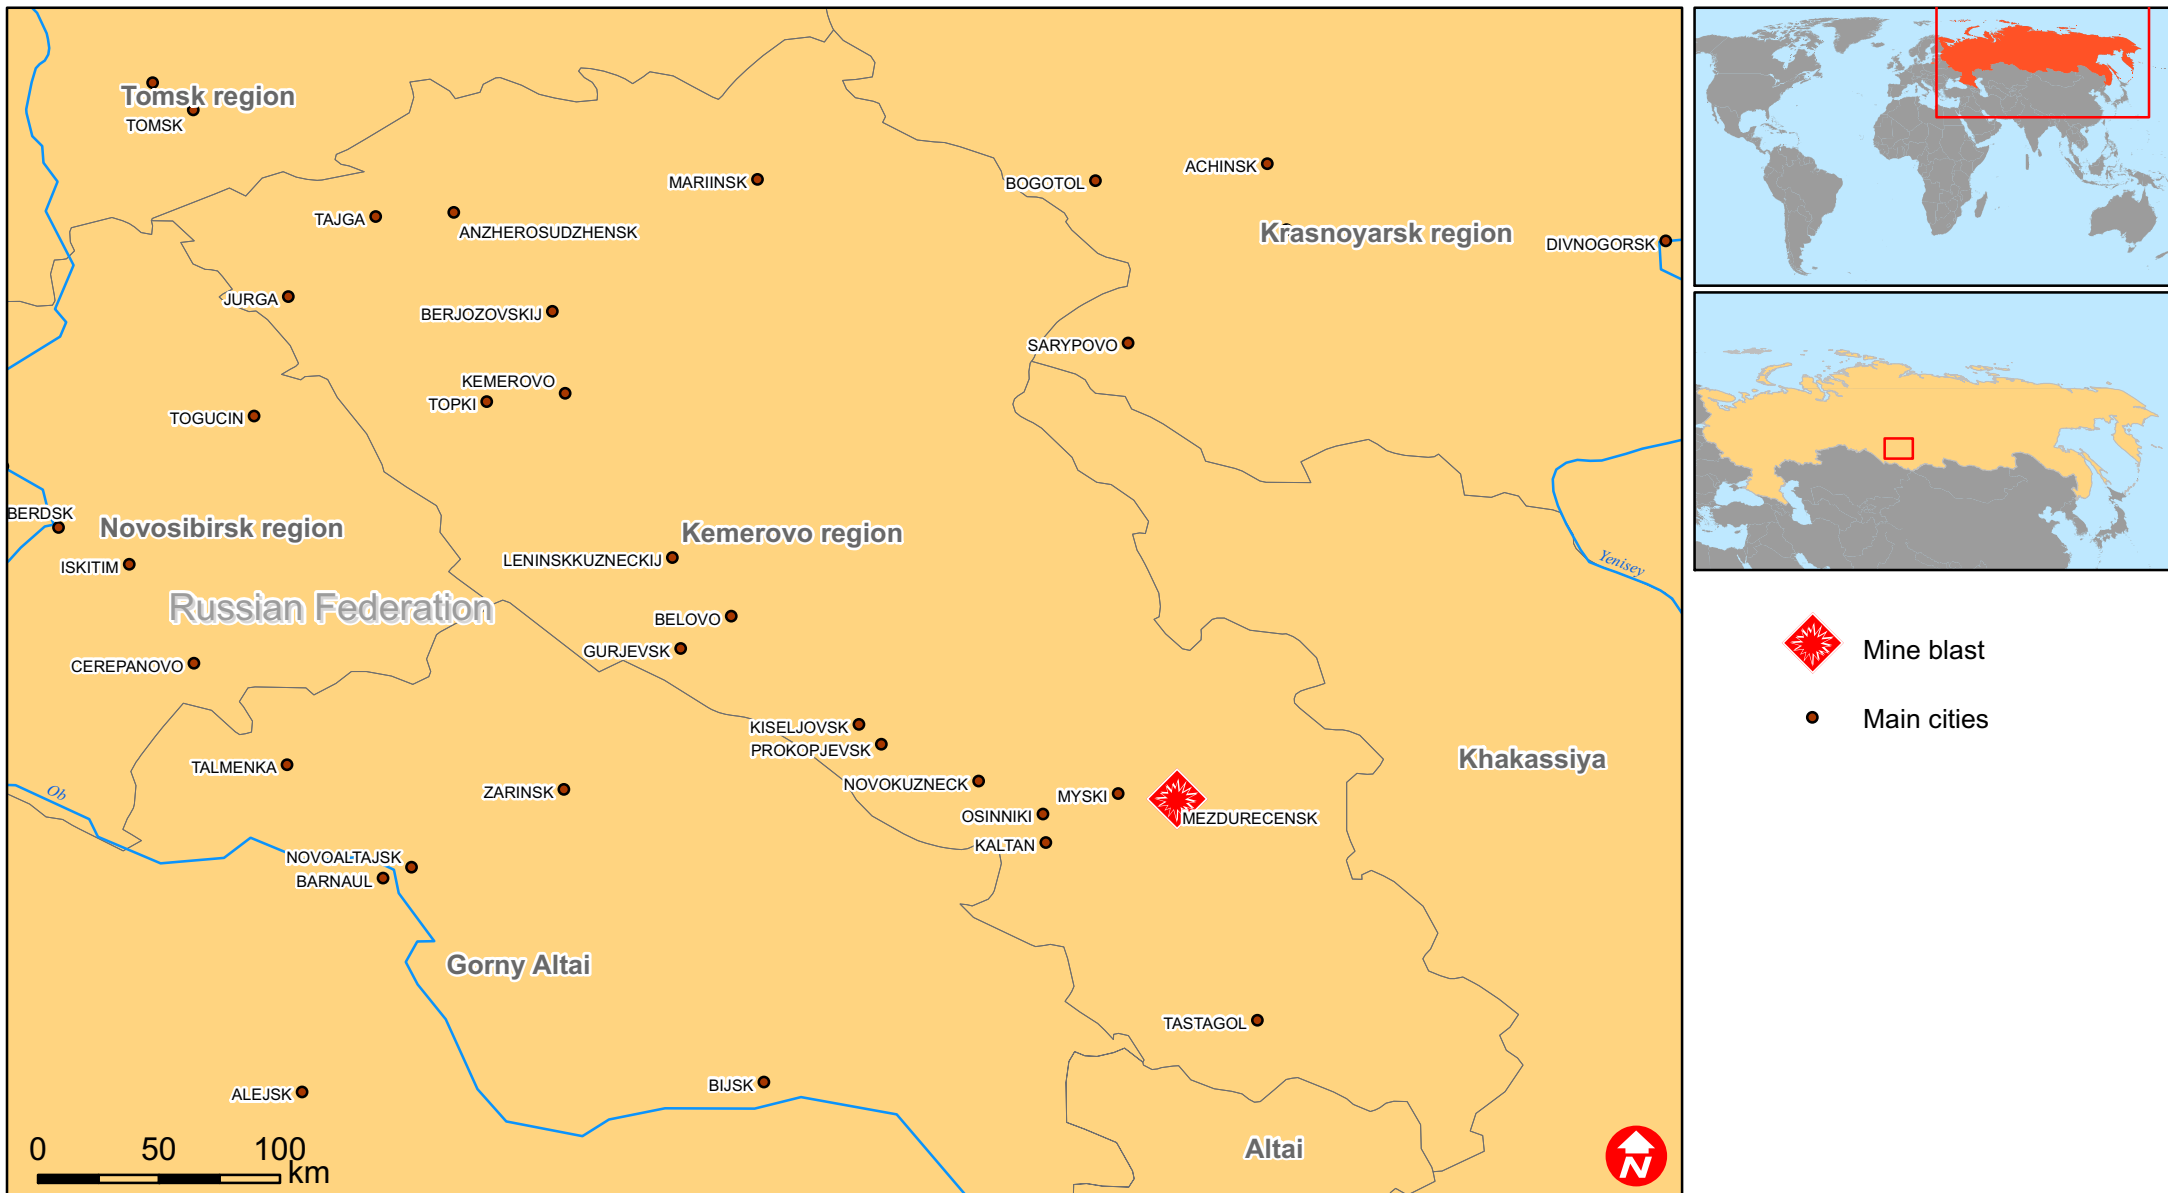 Tomsk region
TOMSK
MARIINSK
BOGOTOL
ACHINSK
TAJGA
ANZHEROSUDZHENSK
Krasnoyarsk region
DIVNOGORSK
JURGA
BERJOZOVSKIJ
SARYPOVO
KEMEROVO
TOPKI
TOGUCIN
BERDSK
Novosibirsk region
Kemerovo region
ISKITIM
LENINSKKUZNECKIJ
Yenisey
Russian Federation
BELOVO
GURJEVSK
CEREPANOVO
KISELJOVSK
PROKOPJEVSK
Khakassiya
TALMENKA
ZARINSK
NOVOKUZNECK
MYSKI
Ob
OSINNIKI
MEZDURECENSK
KALTAN
NOVOALTAJSK
BARNAUL
Gorny Altai
TASTAGOL
BIJSK
ALEJSK
Altai
0 50 100
km
N
Mine blast
Main cities